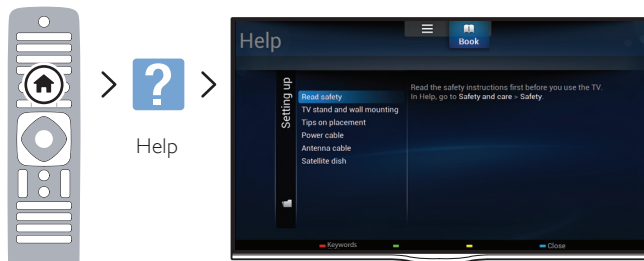 Help
Book
Help
Setting up
Read safety
TV stand and wall mounting
Tips on placement
Power cable
Antenna cable
Satellite dish
Read the safety instructions first before you use the TV.
In Help, go to Safety and care > Safety.
Keywords
Close